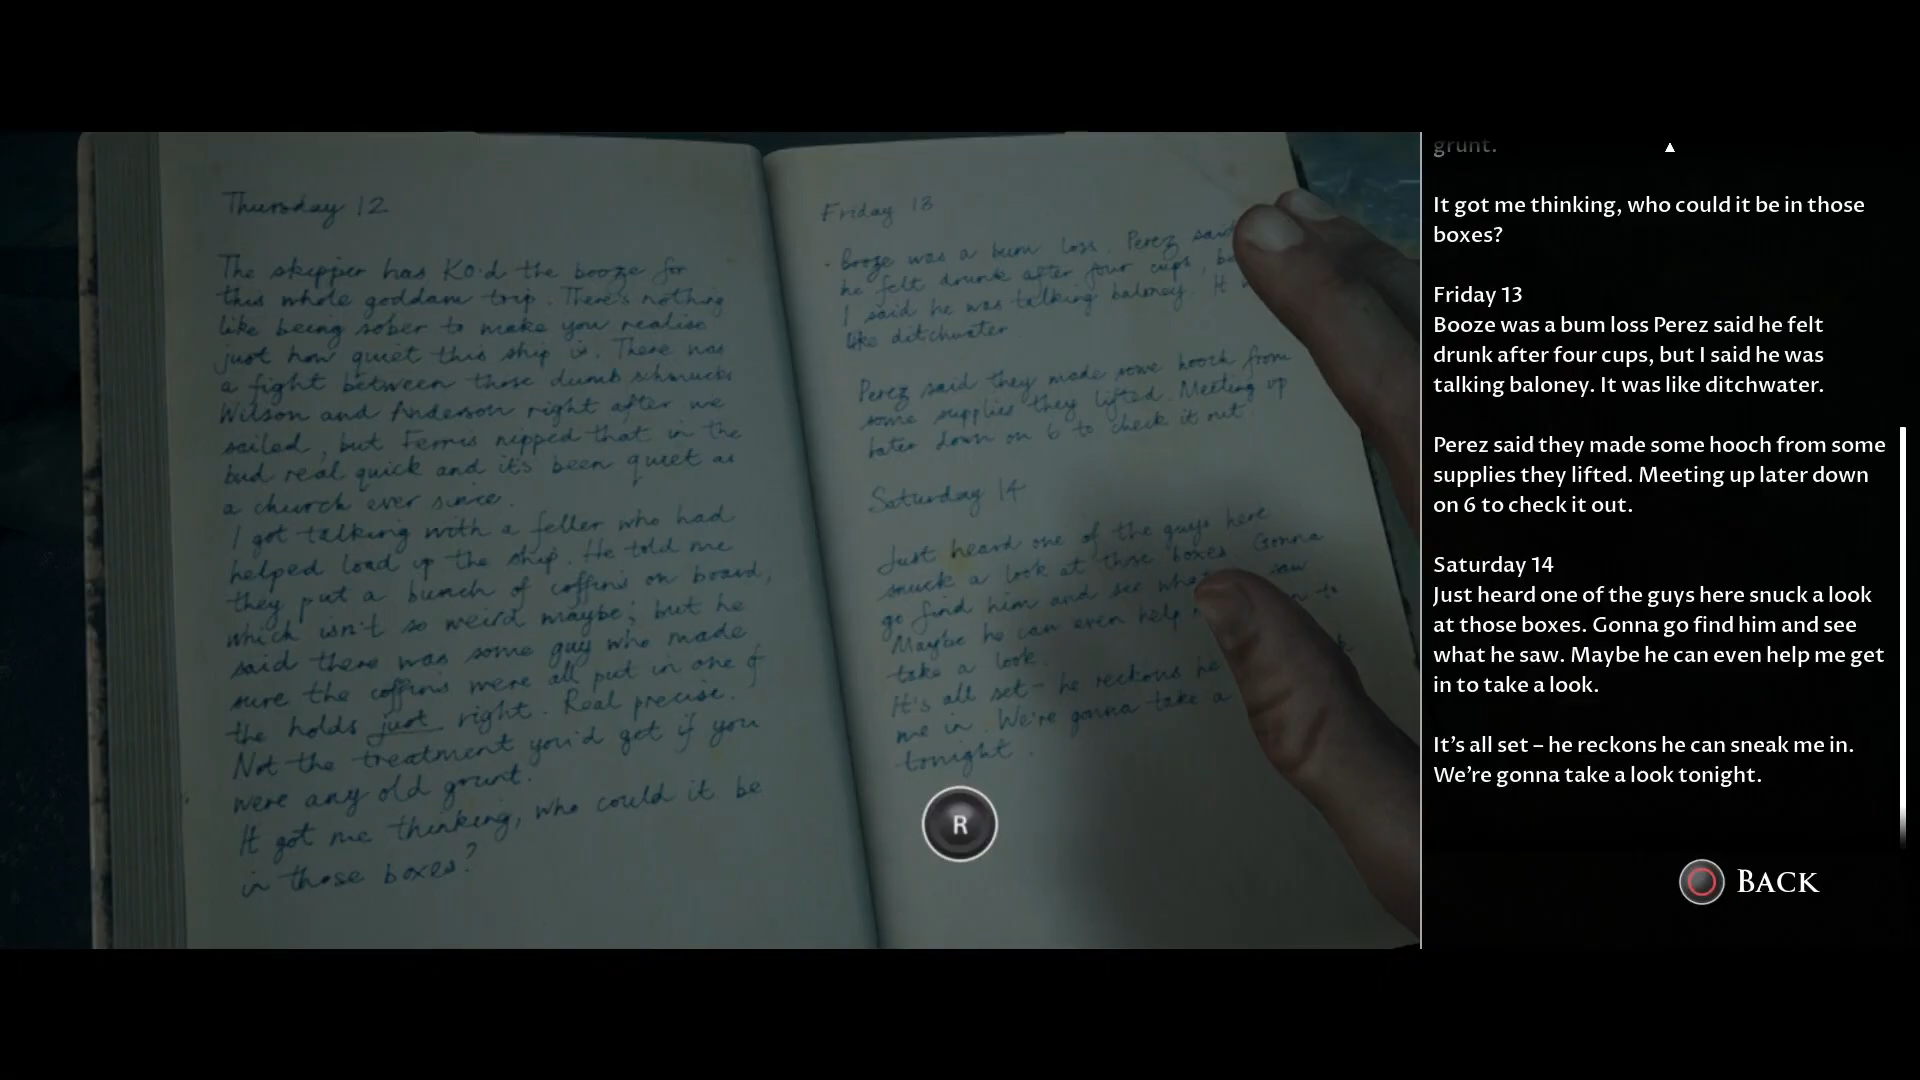 Thursday 12
The skipper has KO'd the booze for
this whole goddam trip. There's nothing
like being sober to make you realise
just how quiet this ship is. There was
a fight between those dumb schmucks
Wilson and Anderson right after we
sailed, but Ferris nipped that in the
bud real quick and it's been quiet as
a church ever since.
I got talking with a feller who had
helped load up the ship. He told me
they put a bunch of coffins on board,
which isn't so weird maybe; but he
said there was some guy who made
sure the coffins were all put in one of
the holds just right. Real precise.
Not the treatment you'd get if you
were any old grunt.
It got me thinking, who could it be
in those boxes?
Friday 13
Booze was a bum loss. Perez said
he felt drunk after four cups,
I said he was talking baloney. It
like ditchwater
Perez said they made some hooch from
some supplies they lifted. Meeting up
later down on 6 to check it out.
Saturday 14
Just heard one of the guys here
snuck a look at those boxes. Gonna
go find him and see saw
Maybe he can even help to
take a look.
It's all set - he reckons he
me in. We're gonna take a
tonight.
R
grunt.
It got me thinking, who could it be in those
boxes?
Friday 13
Booze was a bum loss Perez said he felt
drunk after four cups, but I said he was
talking baloney. It was like ditchwater.
Perez said they made some hooch from some
supplies they lifted. Meeting up later down
on 6 to check it out.
Saturday 14
Just heard one of the guys here snuck a look
at those boxes. Gonna go find him and see
what he saw. Maybe he can even help me get
in to take a look.
It's all set – he reckons he can sneak me in.
We're gonna take a look tonight.
BACK